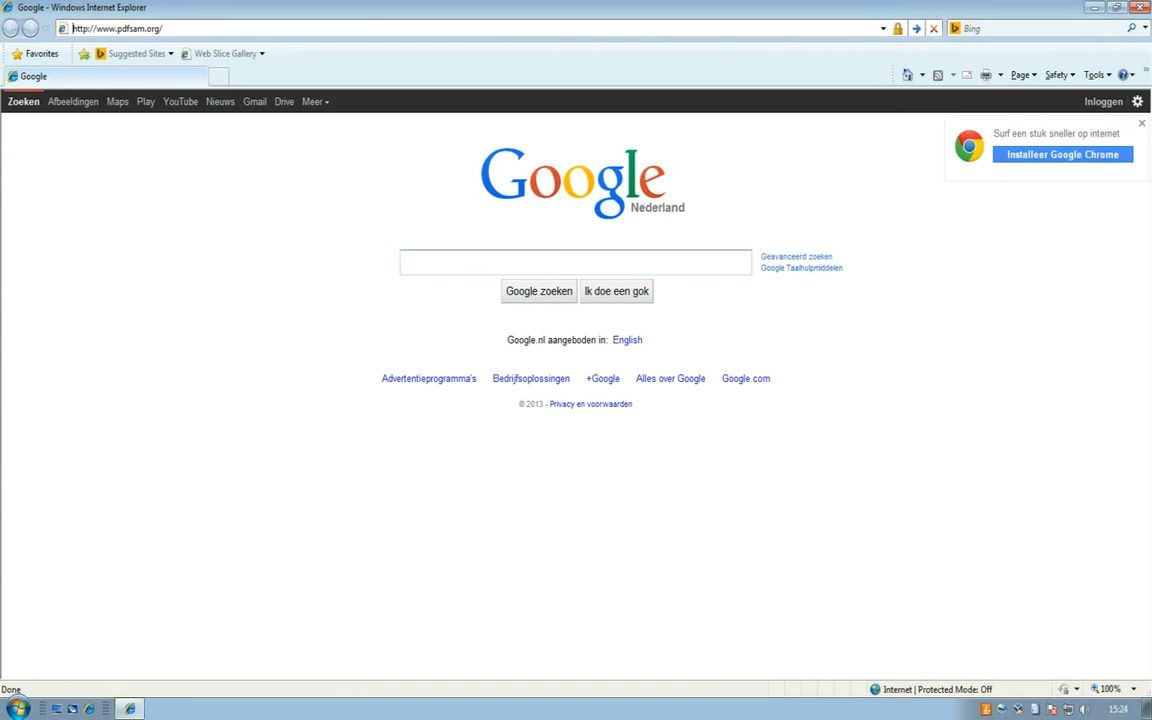 Google - Windows Internet Explorer
http://www.pdfsam.org/
Bing
Favorites Suggested Sites Web Slice Gallery
Google
Page Safety Tools
Zoeken Afbeeldingen Maps Play YouTube Nieuws Gmail Drive Meer Inloggen
Surf een stuk sneller op internet
Installeer Google Chrome
Google
Nederland
Geavanceerd zoeken
Google Taalhulpmiddelen
Google zoeken Ik doe een gok
Google.nl aangeboden in: English
Advertentieprogramma's Bedrijfsoplossingen +Google Alles over Google Google.com
© 2013 - Privacy en voorwaarden
Done Internet | Protected Mode: Off 100%
15:24